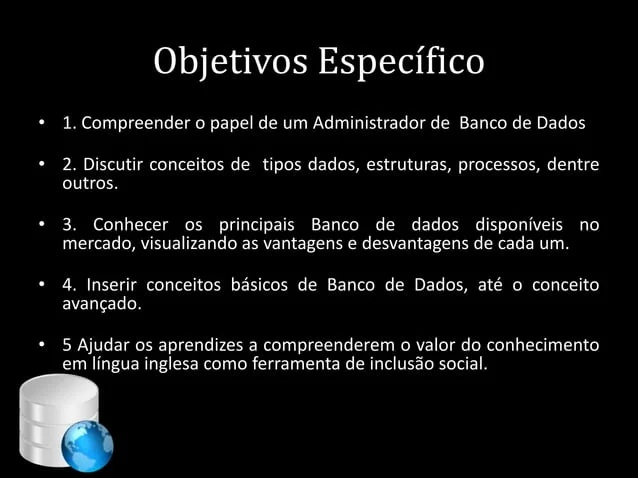 Objetivos Específico
• 1. Compreender o papel de um Administrador de Banco de Dados
• 2. Discutir conceitos de tipos dados, estruturas, processos, dentre
outros.
• 3. Conhecer os principais Banco de dados disponíveis no
mercado, visualizando as vantagens e desvantagens de cada um.
• 4. Inserir conceitos básicos de Banco de Dados, até o conceito
avançado.
• 5 Ajudar os aprendizes a compreenderem o valor do conhecimento
em língua inglesa como ferramenta de inclusão social.